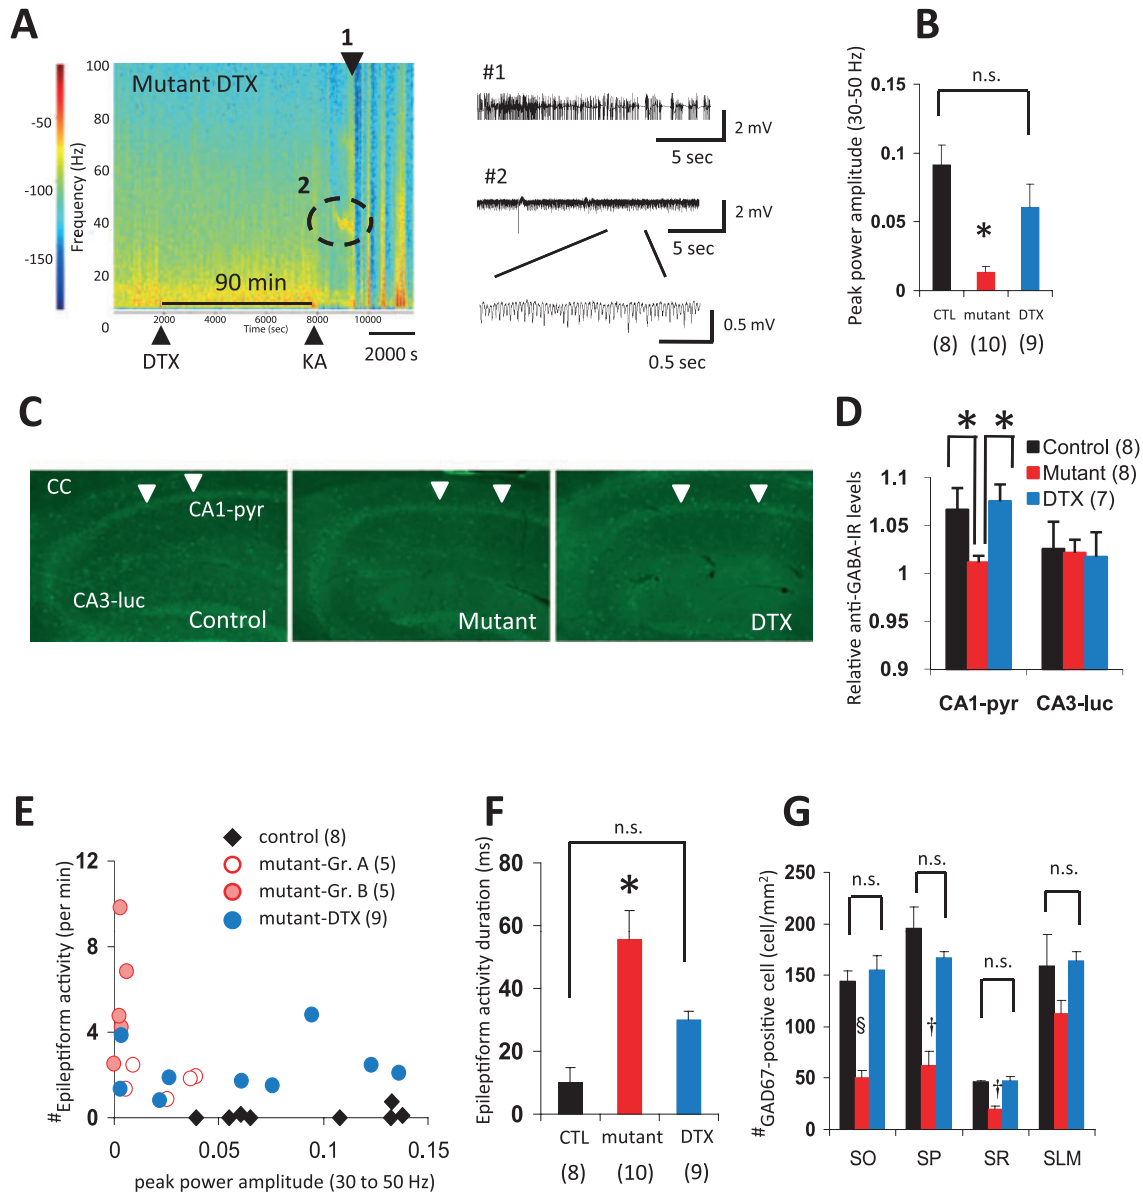 A
1
100
80
60
40
20
0
Frequency (Hz)
-50
-100
-150
Mutant DTX
2
90 min
2000
4000
6000
8000
10000
Time (sec)
DTX
KA
2000 s
#1
2 mV
5 sec
#2
2 mV
5 sec
0.5 mV
0.5 sec
B
n.s.
Peak power amplitude (30-50 Hz)
0.15
0.1
0.05
0
*
CTL mutant DTX
(8) (10) (9)
C
CC
CA1-pyr
CA3-luc
Control
Mutant
DTX
D
* *
Control (8)
Mutant (8)
DTX (7)
Relative anti-GABA-IR levels
1.1
1.05
1
0.95
0.9
CA1-pyr CA3-luc
E
control (8)
mutant-Gr. A (5)
mutant-Gr. B (5)
mutant-DTX (9)
#Epileptiform activity (per min)
12
8
4
0
0 0.05 0.1 0.15
peak power amplitude (30 to 50 Hz)
F
n.s.
Epileptiform activity duration (ms)
80
60
40
20
0
*
CTL mutant DTX
(8) (10) (9)
G
#GAD67-positive cell (cell/mm2)
250
200
150
100
50
0
n.s.
n.s.
n.s.
n.s.
§
†
†
SO SP SR SLM